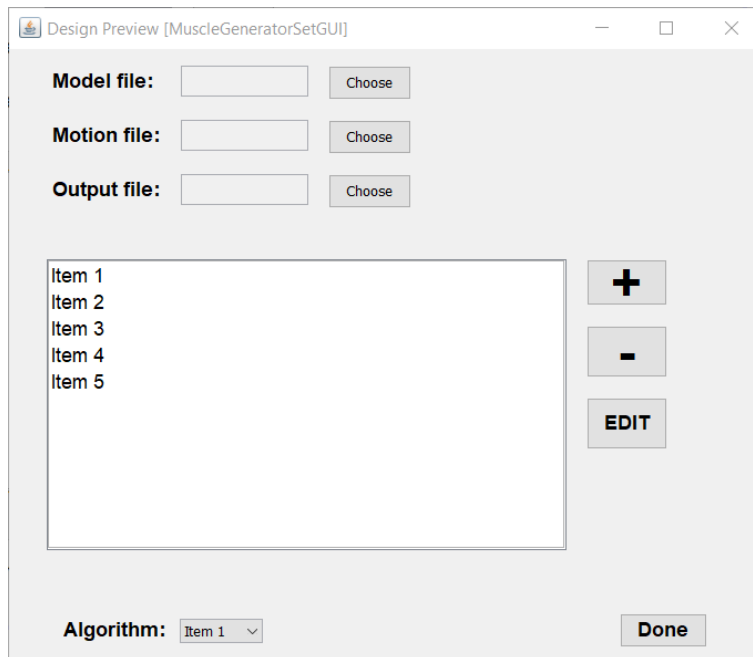 Design Preview [MuscleGeneratorSetGUI]
Model file: Choose
Motion file: Choose
Output file: Choose
Item 1
Item 2
Item 3
Item 4
Item 5
+
-
EDIT
Algorithm: Item 1 Done